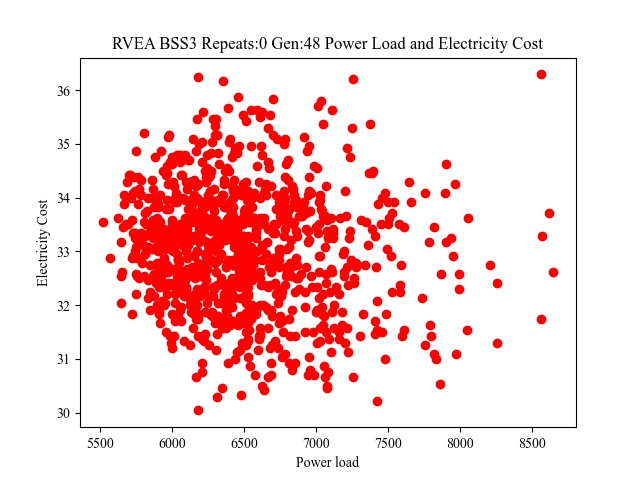 RVEA BSS3 Repeats:0 Gen:48 Power Load and Electricity Cost
36
35
34
33
32
31
30
Electricity Cost
5500 6000 6500 7000 7500 8000 8500
Power load